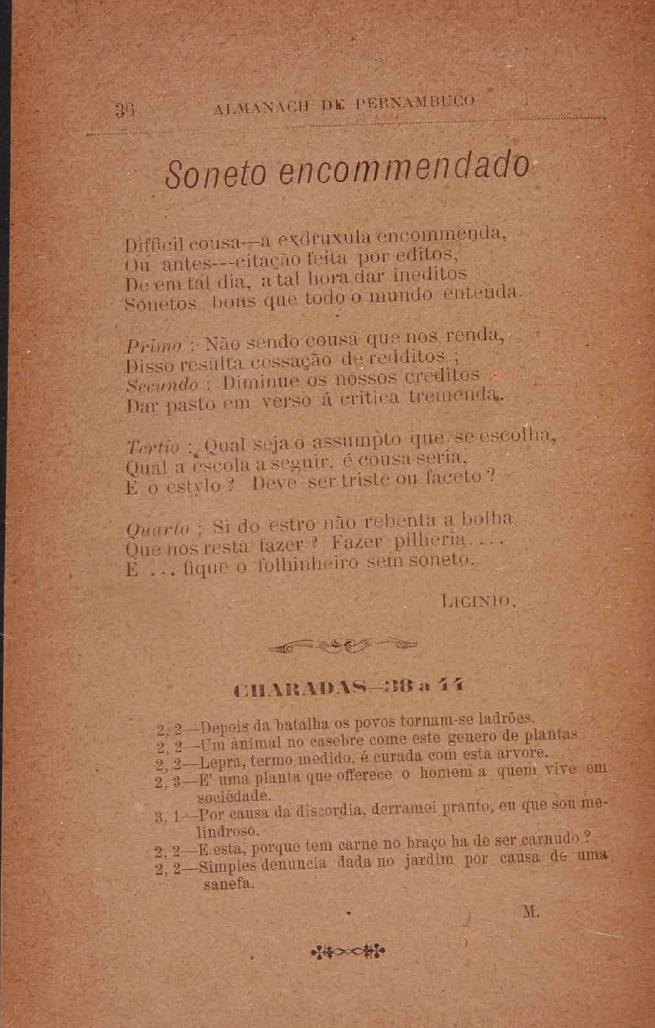 36 ALMANACH DE PERNAMBUCO
Soneto encommendado
Difficil cousa--a exdruxula encommenda,
Ou antes---citação feita por editos,
De em tal dia, a tal hora dar ineditos
Sonetos bons que todo o mundo entenda.
Primo : Não sendo cousa que nos renda,
Disso resulta cessação de redditos ;
Secundo : Diminue os nossos creditos
Dar pasto em verso á critica tremenda.
Tertio : Qual seja o assumpto que se escolha,
Qual a escola a seguir, é cousa seria,
E o estylo ? Deve ser triste ou faceto ?
Quarto : Si do estro não rebenta a bolha
Que nos resta fazer ? Fazer pilheria....
E ... fique o folhinheiro sem soneto.
LICINIO.
CHARADAS—38 a 44
2, 2—Depois da batalha os povos tornam-se ladrões.
2, 2—Um animal no casebre come este genero de plantas
2, 2—Lepra, termo medido, é curada com esta arvore.
2, 3—E' uma planta que offerece o homem a quem vive em
sociedade.
3, 1—Por causa da discordia, derramei pranto, eu que sou me-
lindroso.
2, 2—E esta, porque tem carne no braço ha de ser carnudo ?
2, 2—Simples denuncia dada no jardim por causa de uma
sanefa.
M.